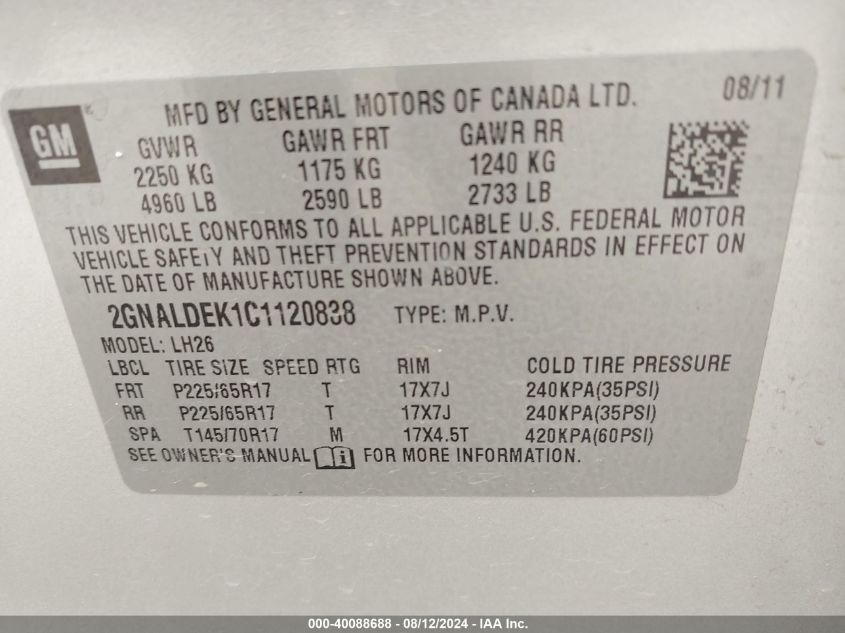 MFD BY GENERAL MOTORS OF CANADA LTD. 08/11
GM
GVWR GAWR FRT GAWR RR
2250 KG 1175 KG 1240 KG
4960 LB 2590 LB 2733 LB
THIS VEHICLE CONFORMS TO ALL APPLICABLE U.S. FEDERAL MOTOR
VEHICLE SAFETY AND THEFT PREVENTION STANDARDS IN EFFECT ON
THE DATE OF MANUFACTURE SHOWN ABOVE.
2GNALDEK1C1120838 TYPE: M.P.V.
MODEL: LH26
LBCL TIRE SIZE SPEED RTG RIM COLD TIRE PRESSURE
FRT P225/65R17 T 17X7J 240KPA(35PSI)
RR P225/65R17 T 17X7J 240KPA(35PSI)
SPA T145/70R17 M 17X4.5T 420KPA(60PSI)
SEE OWNER'S MANUAL i FOR MORE INFORMATION.
000-40088688 - 08/12/2024 - IAA Inc.